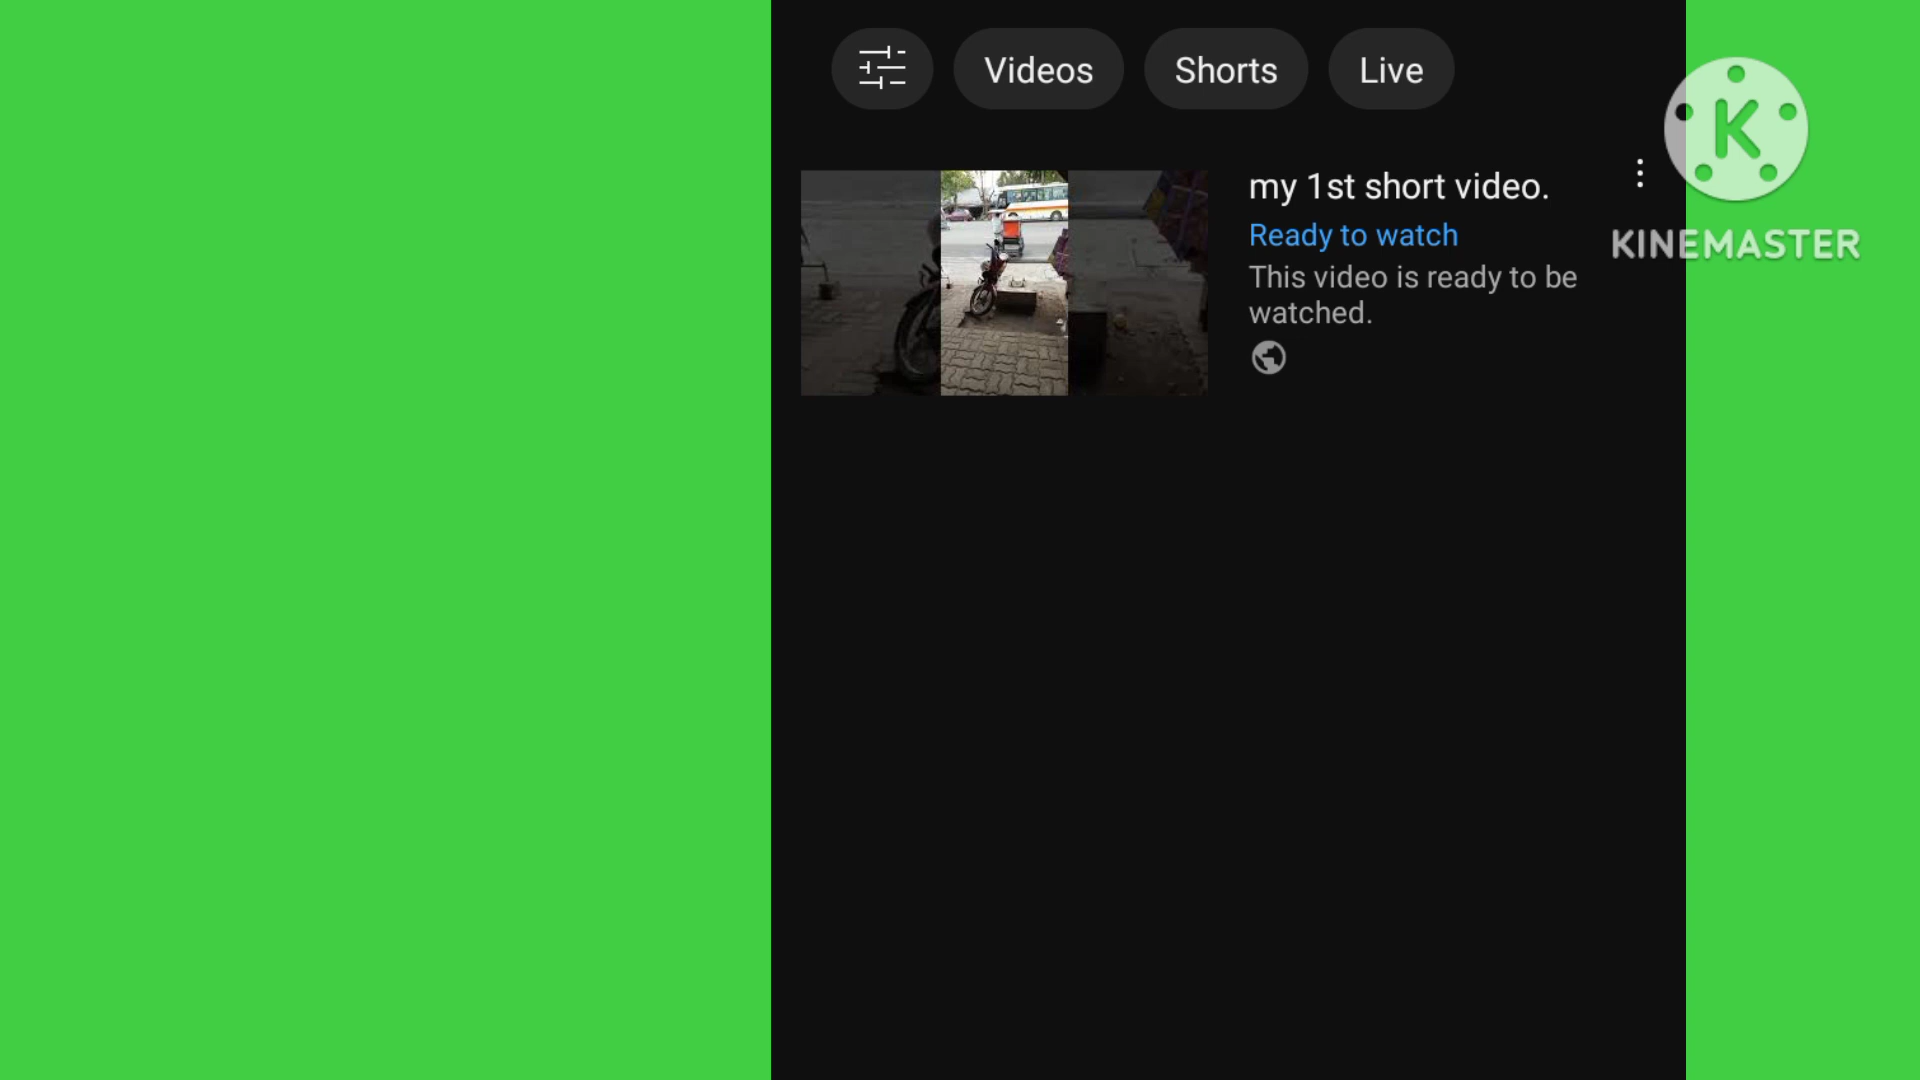 Videos
Shorts
Live
K
KINEMASTER
my 1st short video.
Ready to watch
This video is ready to be
watched.